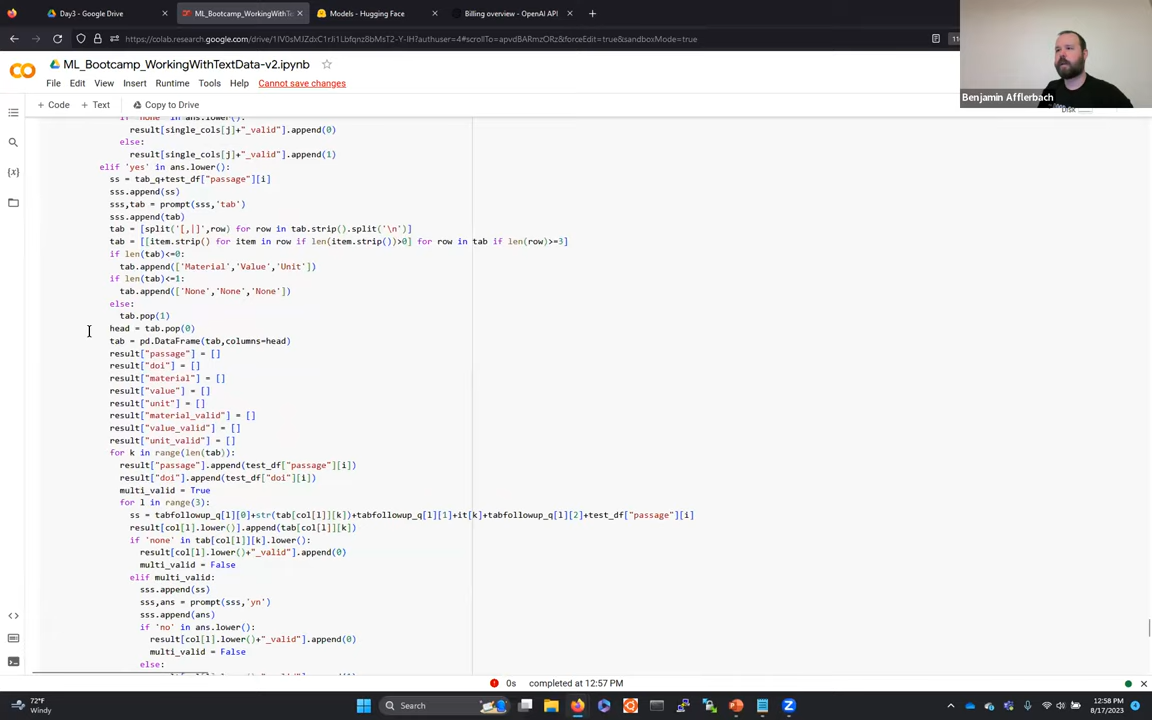 Day3 - Google Drive
ML_Bootcamp_WorkingWithTextD
Models - Hugging Face
Billing overview - OpenAI API
https://colab.research.google.com/drive/1IV0sMJZdxC1rJi1Lbfqnz8bMsT2-Y-IH?authuser=4#scrollTo=apvdBARmzORz&forceEdit=true&sandboxMode=true
ML_Bootcamp_WorkingWithTextData-v2.ipynb
File Edit View Insert Runtime Tools Help Cannot save changes
+ Code + Text Copy to Drive
Benjamin Afflerbach
Disk
if 'none' in ans.lower():
result[single_cols[j]+"_valid"].append(0)
else:
result[single_cols[j]+"_valid"].append(1)
elif 'yes' in ans.lower():
ss = tab_q+test_df["passage"][i]
sss.append(ss)
sss,tab = prompt(sss,'tab')
sss.append(tab)
tab = [split('[,|]',row) for row in tab.strip().split('\n')]
tab = [[item.strip() for item in row if len(item.strip())>0] for row in tab if len(row)>=3]
if len(tab)<=0:
tab.append(['Material','Value','Unit'])
if len(tab)<=1:
tab.append(['None','None','None'])
else:
tab.pop(1)
head = tab.pop(0)
tab = pd.DataFrame(tab,columns=head)
result["passage"] = []
result["doi"] = []
result["material"] = []
result["value"] = []
result["unit"] = []
result["material_valid"] = []
result["value_valid"] = []
result["unit_valid"] = []
for k in range(len(tab)):
result["passage"].append(test_df["passage"][i])
result["doi"].append(test_df["doi"][i])
multi_valid = True
for l in range(3):
ss = tabfollowup_q[l][0]+str(tab[col[l]][k])+tabfollowup_q[l][1]+it[k]+tabfollowup_q[l][2]+test_df["passage"][i]
result[col[l].lower()].append(tab[col[l]][k])
if 'none' in tab[col[l]][k].lower():
result[col[l].lower()+"_valid"].append(0)
multi_valid = False
elif multi_valid:
sss.append(ss)
sss,ans = prompt(sss,'yn')
sss.append(ans)
if 'no' in ans.lower():
result[col[l].lower()+"_valid"].append(0)
multi_valid = False
else:
0s completed at 12:57 PM
72°F
Windy
Search
12:58 PM
8/17/2023